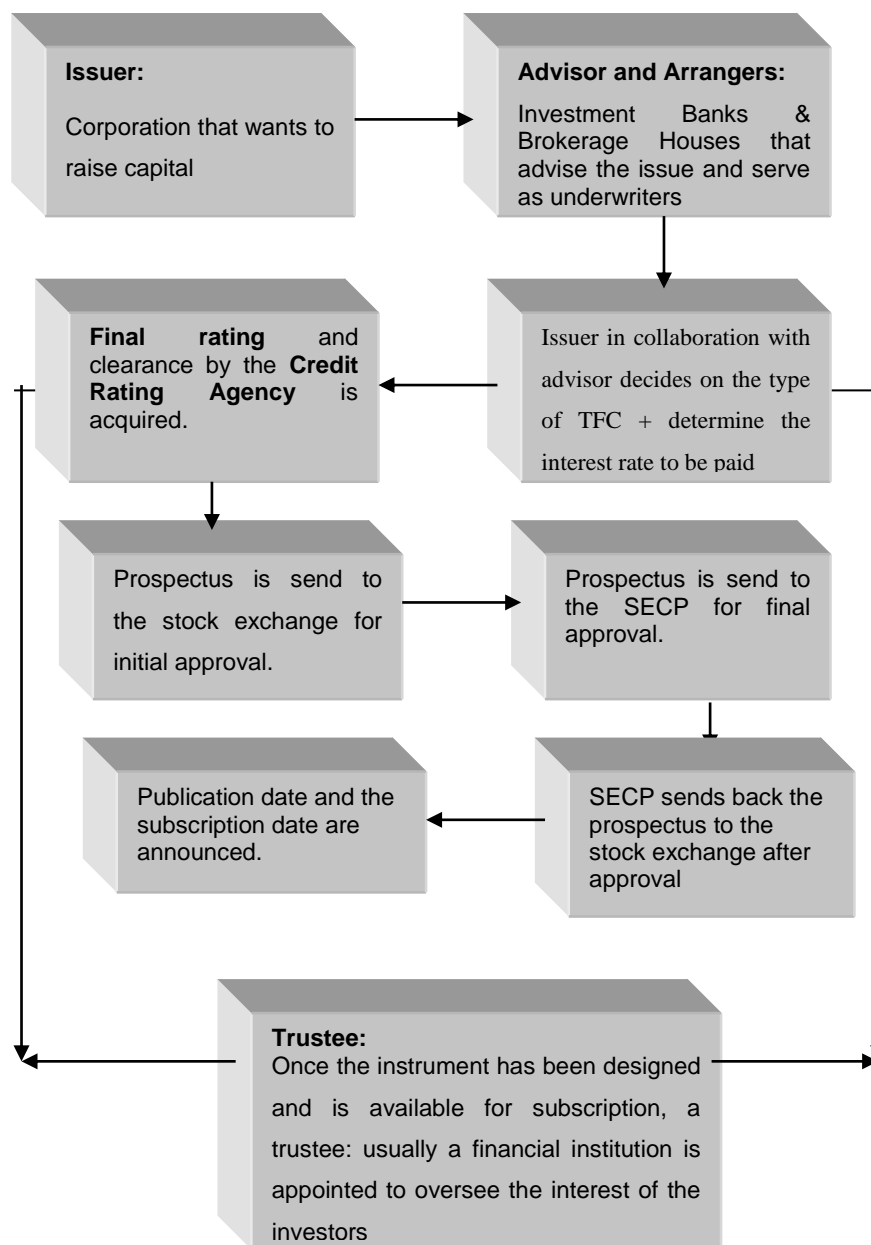 Issuer:
Corporation that wants to
raise capital
Advisor and Arrangers:
Investment Banks &
Brokerage Houses that
advise the issue and serve
as underwriters
Issuer in collaboration with
advisor decides on the type
of TFC + determine the
interest rate to be paid
Final rating and
clearance by the Credit
Rating Agency is
acquired.
Prospectus is send to
the stock exchange for
initial approval.
Prospectus is send to
the SECP for final
approval.
SECP sends back the
prospectus to the
stock exchange after
approval
Publication date and the
subscription date are
announced.
Trustee:
Once the instrument has been designed
and is available for subscription, a
trustee: usually a financial institution is
appointed to oversee the interest of the
investors